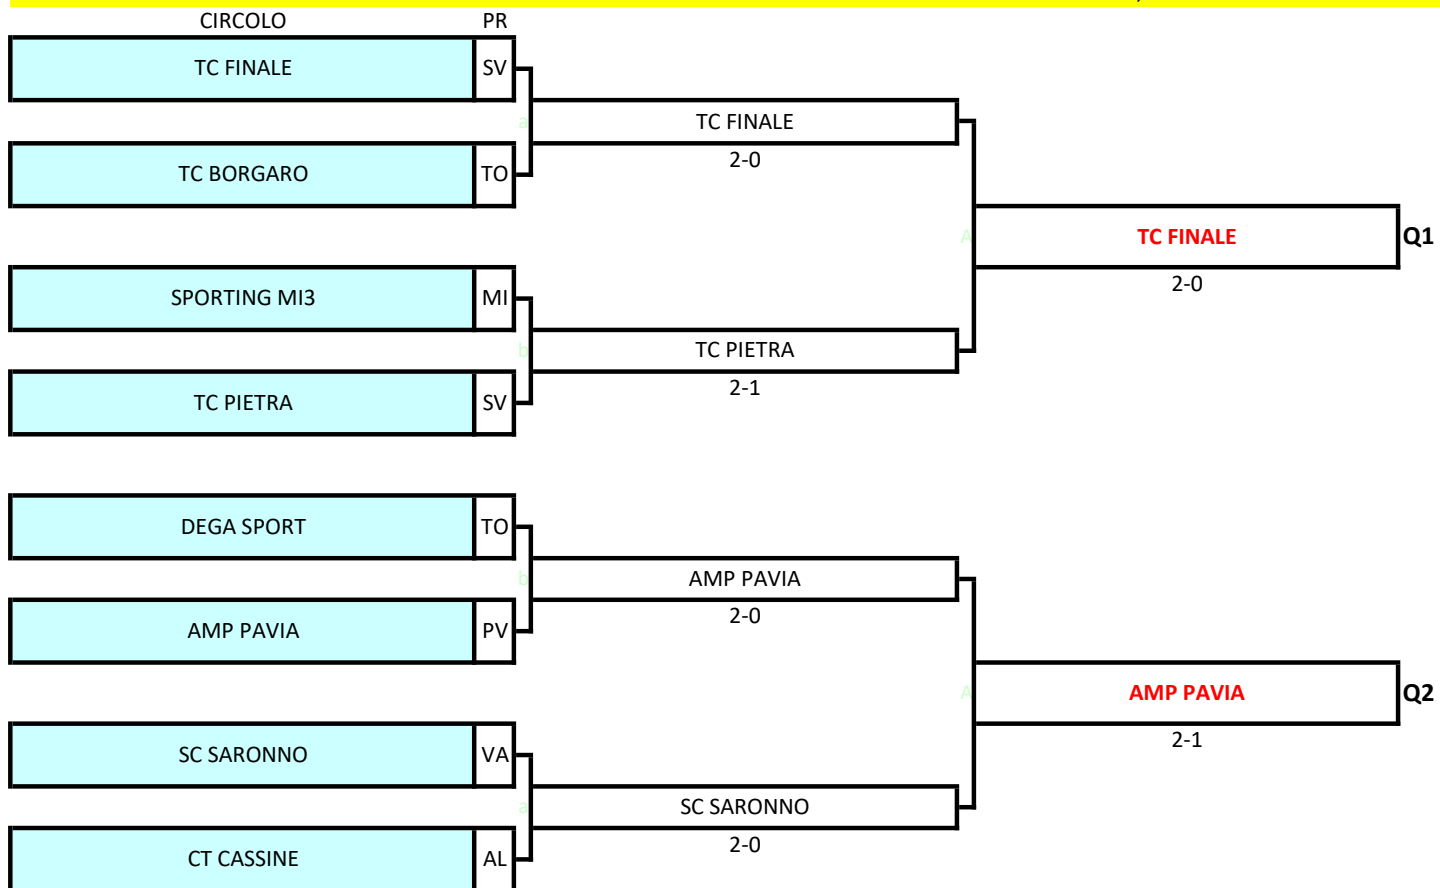 CIRCOLO PR
TC FINALE SV
a TC FINALE
2-0
TC BORGARO TO
A TC FINALE Q1
2-0
SPORTING MI3 MI
b TC PIETRA
2-1
TC PIETRA SV
DEGA SPORT TO
b AMP PAVIA
2-0
AMP PAVIA PV
A AMP PAVIA Q2
2-1
SC SARONNO VA
a SC SARONNO
2-0
CT CASSINE AL